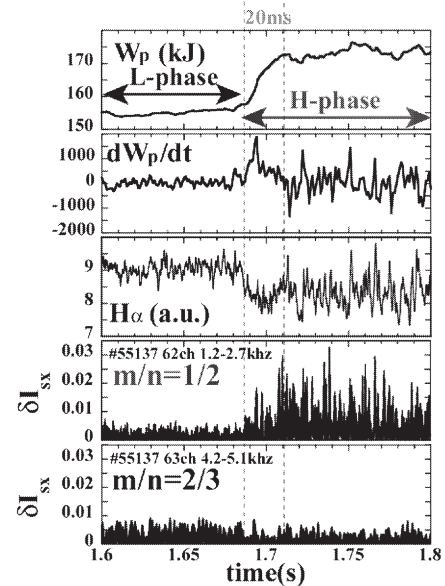 20ms
Wp (kJ)
170
L-phase
H-phase
150
dWp/dt
1000
0
-1000
-2000
9
8
7
Hα (a.u.)
0.03
#55137 62ch 1.2-2.7khz
0.02
m/n=1/2
δIsx
0.01
0
0.03
#55137 63ch 4.2-5.1khz
0.02
m/n=2/3
δIsx
0.01
0
1.6 1.65 1.7 1.75 1.8
time(s)